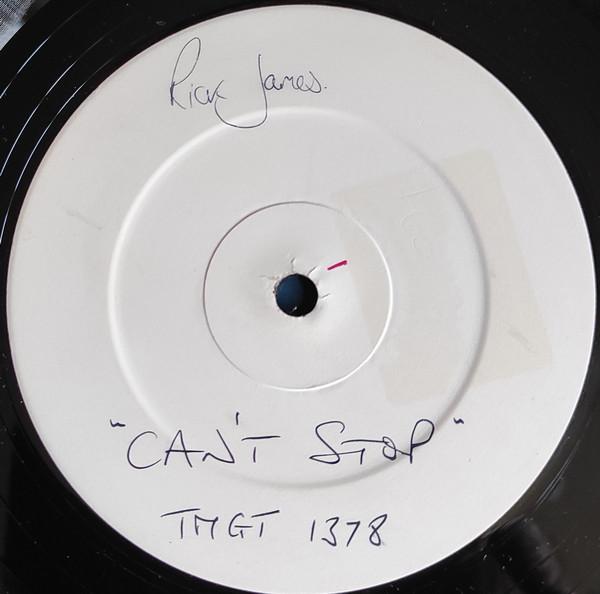 Rick James.
"CAN'T STOP"
TMGT 1378